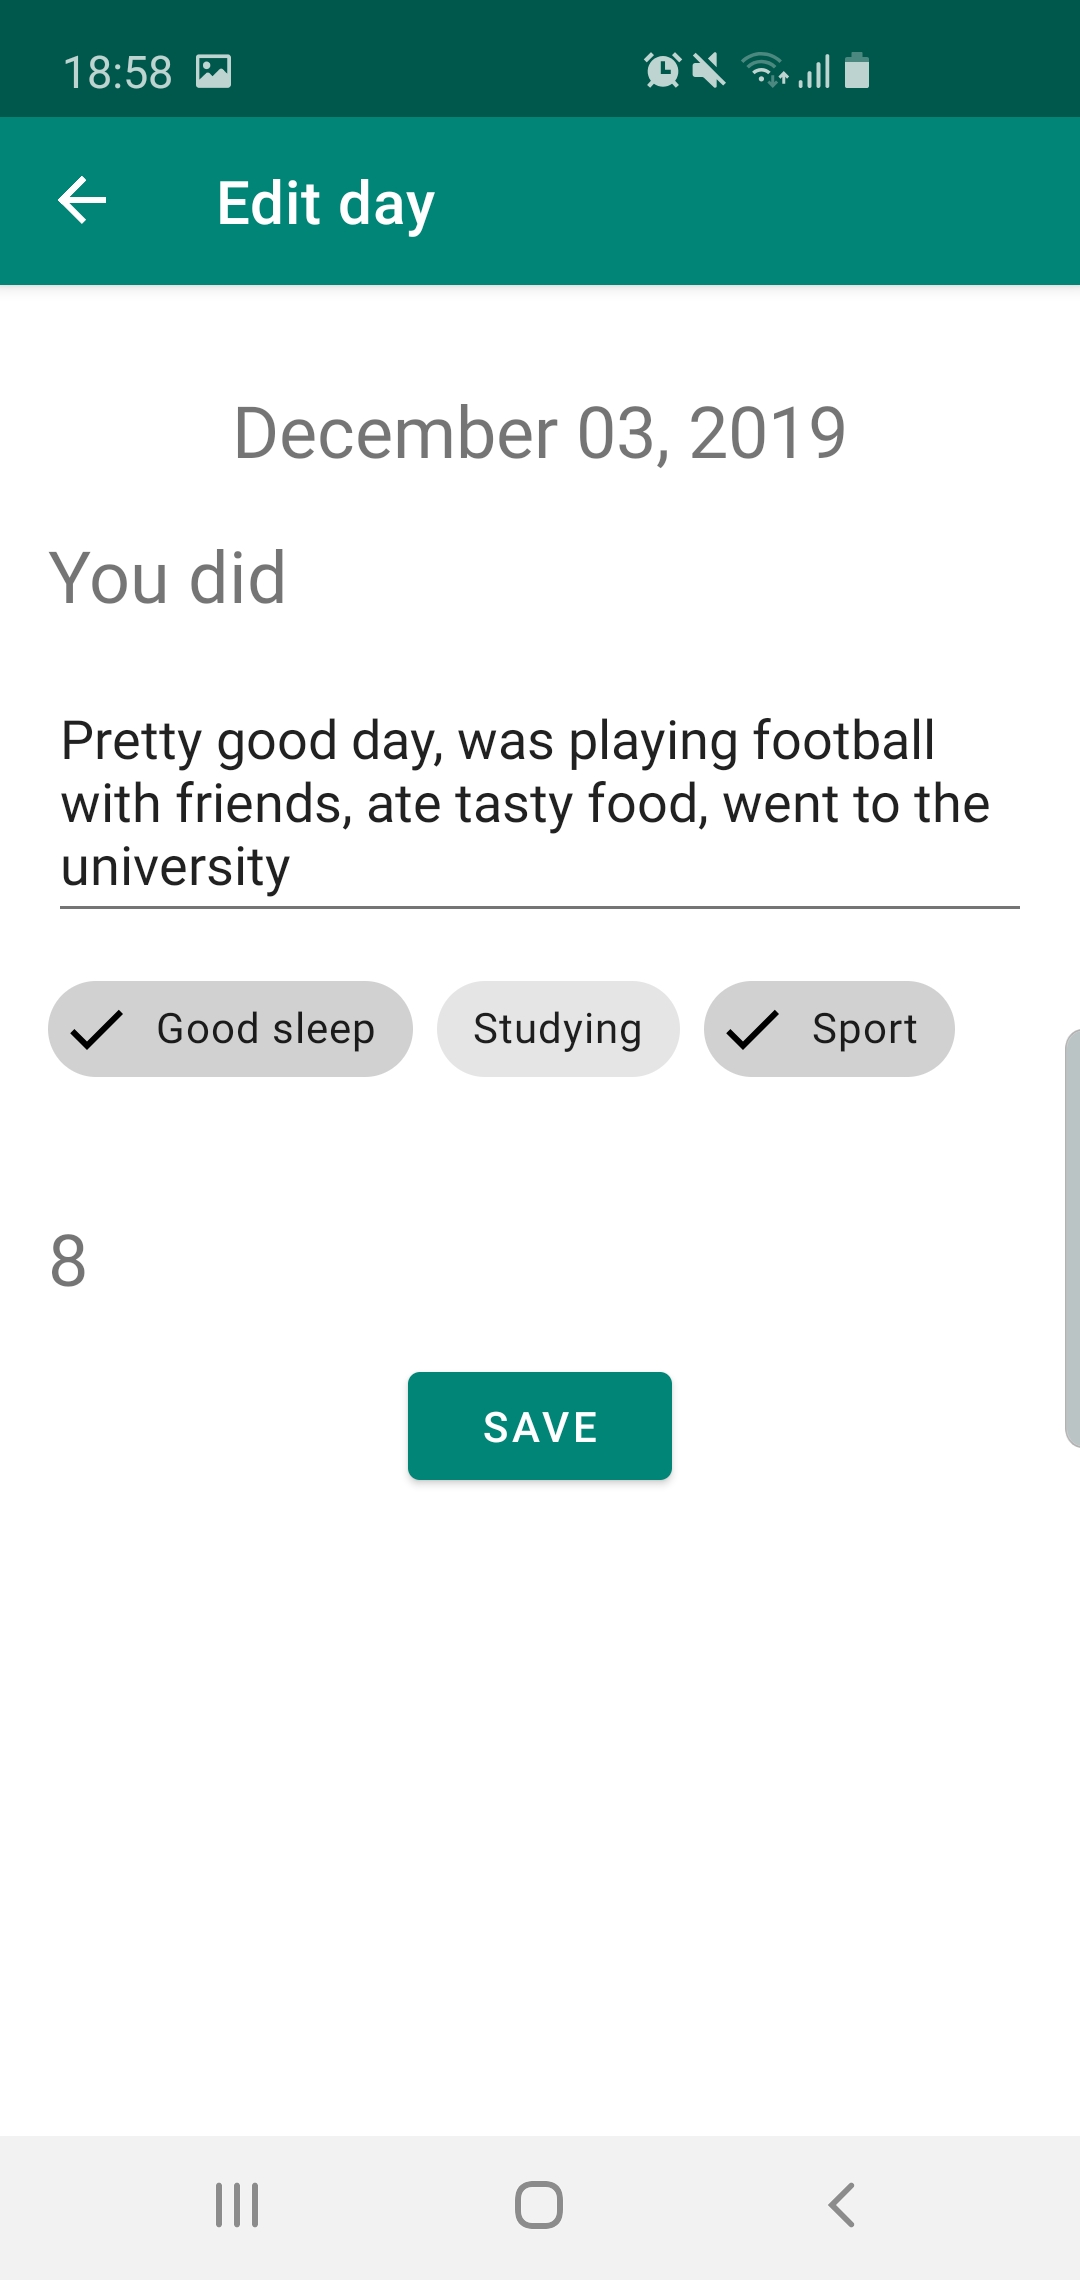 18:58
Edit day
December 03, 2019
You did
Pretty good day, was playing football
with friends, ate tasty food, went to the
university
Good sleep Studying Sport
8
SAVE